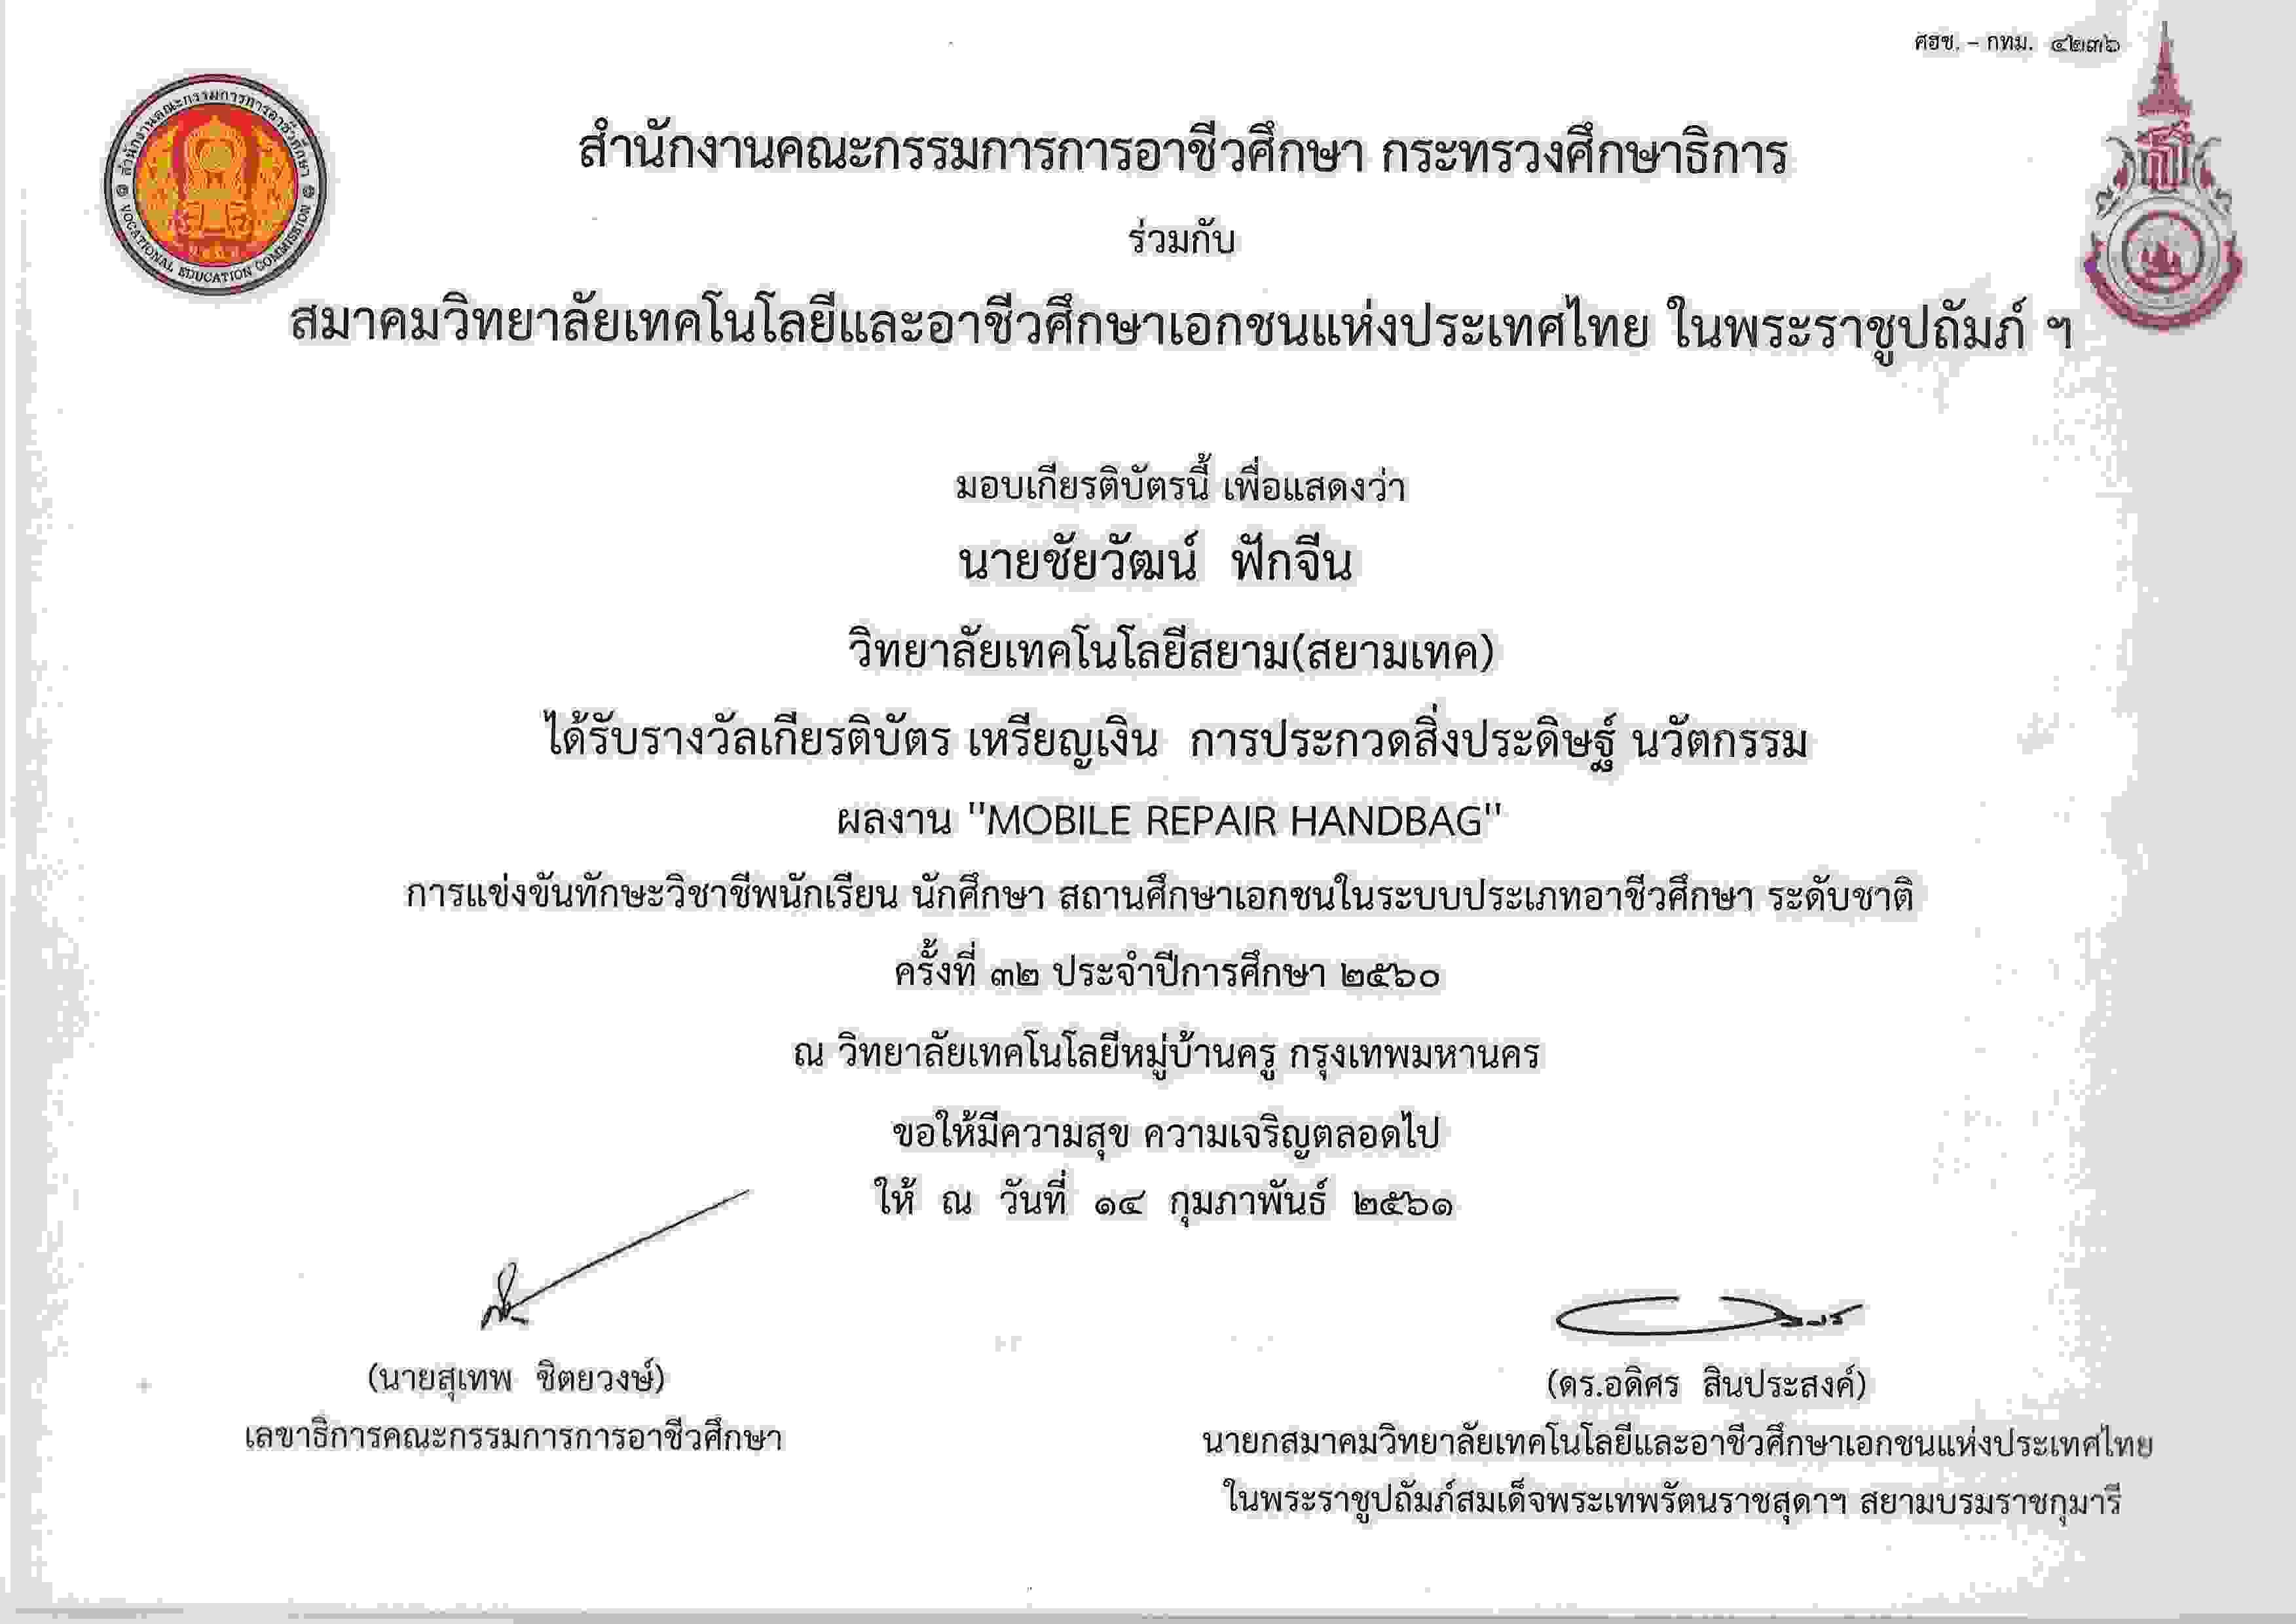 ศฮช. – กทม. ๔๒๓๖
สำนักงานคณะกรรมการการอาชีวศึกษา
VOCATIONAL EDUCATION COMMISSION
สำนักงานคณะกรรมการการอาชีวศึกษา กระทรวงศึกษาธิการ
ร่วมกับ
สมาคมวิทยาลัยเทคโนโลยีและอาชีวศึกษาเอกชนแห่งประเทศไทย ในพระราชูปถัมภ์ ฯ
มอบเกียรติบัตรนี้ เพื่อแสดงว่า
นายชัยวัฒน์ ฟักจีน
วิทยาลัยเทคโนโลยีสยาม(สยามเทค)
ได้รับรางวัลเกียรติบัตร เหรียญเงิน การประกวดสิ่งประดิษฐ์ นวัตกรรม
ผลงาน "MOBILE REPAIR HANDBAG"
การแข่งขันทักษะวิชาชีพนักเรียน นักศึกษา สถานศึกษาเอกชนในระบบประเภทอาชีวศึกษา ระดับชาติ
ครั้งที่ ๓๒ ประจำปีการศึกษา ๒๕๖๐
ณ วิทยาลัยเทคโนโลยีหมู่บ้านครู กรุงเทพมหานคร
ขอให้มีความสุข ความเจริญตลอดไป
ให้ ณ วันที่ ๑๔ กุมภาพันธ์ ๒๕๖๑
(นายสุเทพ ชิตยวงษ์)
เลขาธิการคณะกรรมการการอาชีวศึกษา
(ดร.อดิศร สินประสงค์)
นายกสมาคมวิทยาลัยเทคโนโลยีและอาชีวศึกษาเอกชนแห่งประเทศไทย
ในพระราชูปถัมภ์สมเด็จพระเทพรัตนราชสุดาฯ สยามบรมราชกุมารี